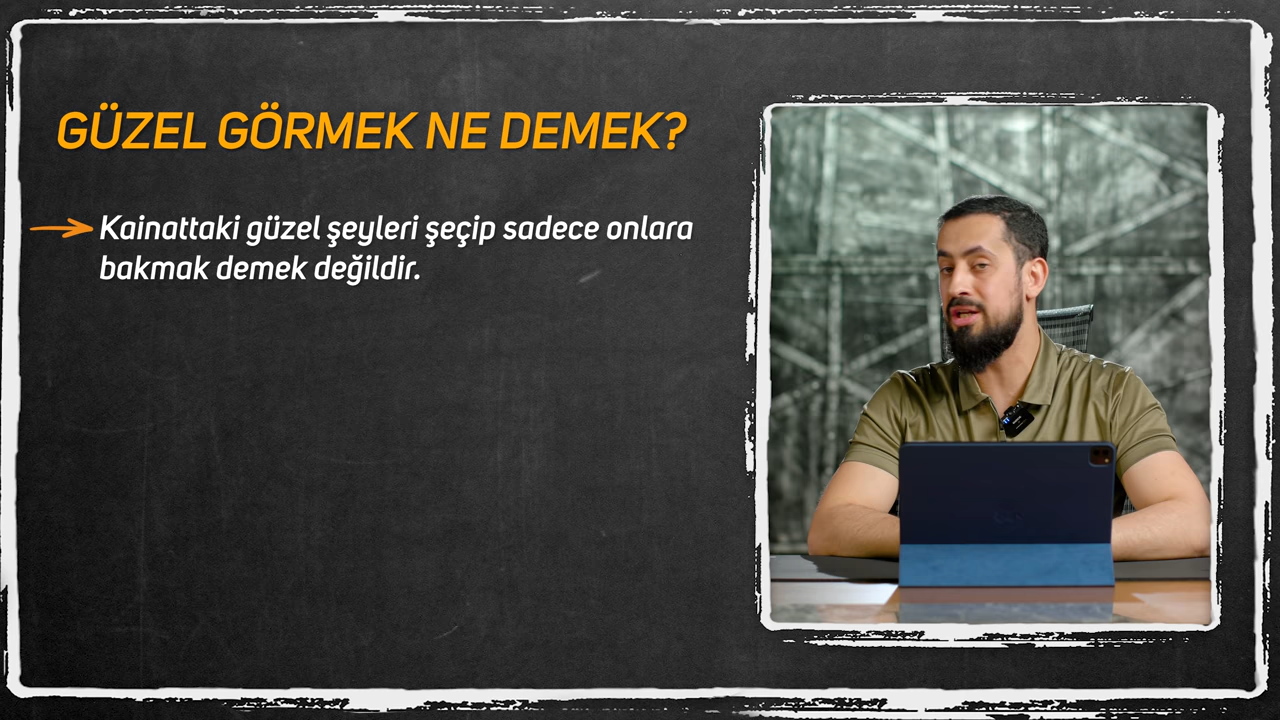 GÜZEL GÖRMEK NE DEMEK?
Kainattaki güzel şeyleri şeçip sadece onlara
bakmak demek değildir.